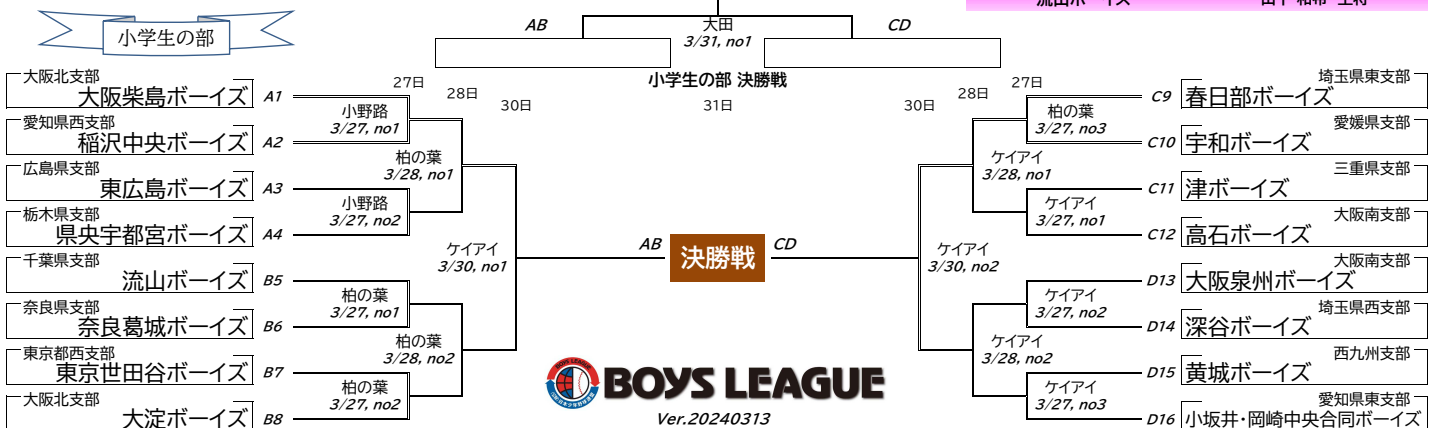 小学生の部
AB
大田
3/31, no1
CD
小学生の部 決勝戦
27日
28日
30日
31日
30日
28日
27日
大阪北支部
大阪柴島ボーイズ
A1
愛知県西支部
稲沢中央ボーイズ
A2
広島県支部
東広島ボーイズ
A3
栃木県支部
県央宇都宮ボーイズ
A4
千葉県支部
流山ボーイズ
B5
奈良県支部
奈良葛城ボーイズ
B6
東京都西支部
東京世田谷ボーイズ
B7
大阪北支部
大淀ボーイズ
B8
小野路
3/27, no1
柏の葉
3/28, no1
小野路
3/27, no2
ケイアイ
3/30, no1
柏の葉
3/27, no1
柏の葉
3/28, no2
柏の葉
3/27, no2
AB
決勝戦
CD
BOYS LEAGUE
Ver.20240313
柏の葉
3/27, no3
ケイアイ
3/28, no1
ケイアイ
3/27, no1
ケイアイ
3/30, no2
ケイアイ
3/27, no2
ケイアイ
3/28, no2
ケイアイ
3/27, no3
埼玉県東支部
C9
春日部ボーイズ
愛媛県支部
C10
宇和ボーイズ
三重県支部
C11
津ボーイズ
大阪南支部
C12
高石ボーイズ
大阪南支部
D13
大阪泉州ボーイズ
埼玉県西支部
D14
深谷ボーイズ
西九州支部
D15
黄城ボーイズ
愛知県東支部
D16
小坂井・岡崎中央合同ボーイズ